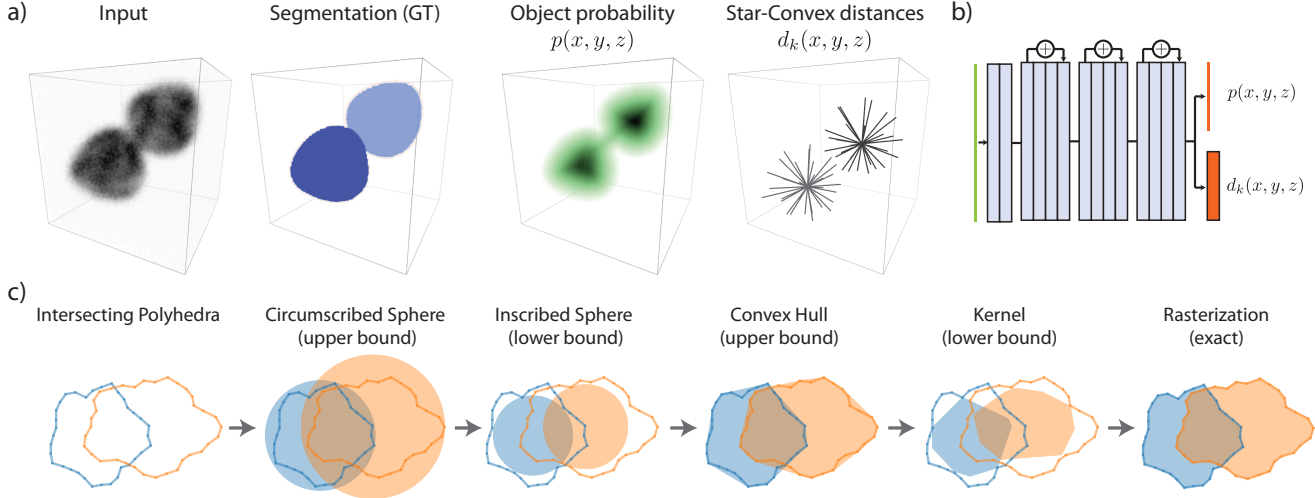 a)
Input
Segmentation (GT)
Object probability
p(x, y, z)
Star-Convex distances
d_k(x, y, z)
b)
p(x, y, z)
d_k(x, y, z)
c)
Intersecting Polyhedra
Circumscribed Sphere
(upper bound)
Inscribed Sphere
(lower bound)
Convex Hull
(upper bound)
Kernel
(lower bound)
Rasterization
(exact)